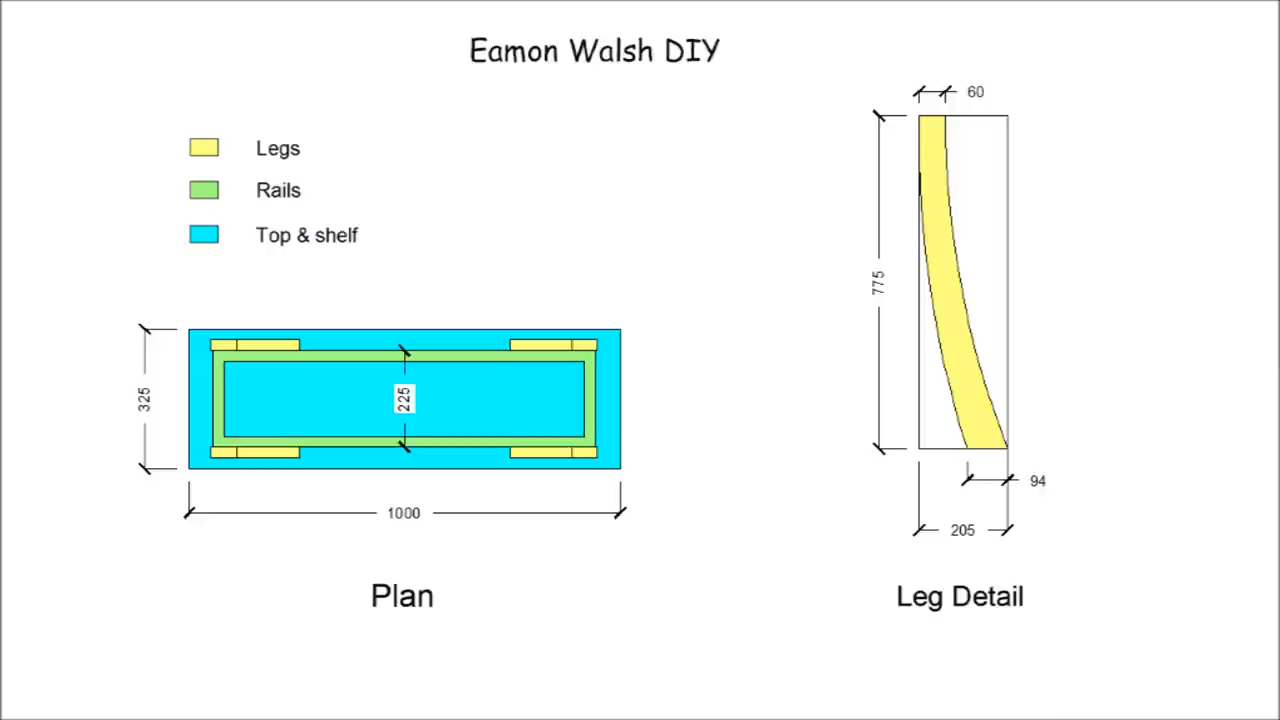 Eamon Walsh DIY
60
Legs
Rails
Top & shelf
775
325
225
94
1000
205
Plan
Leg Detail